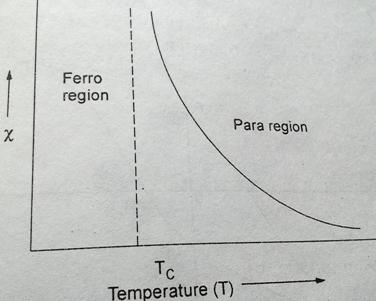 Ferro
region
Para region
χ
T_C
Temperature (T)